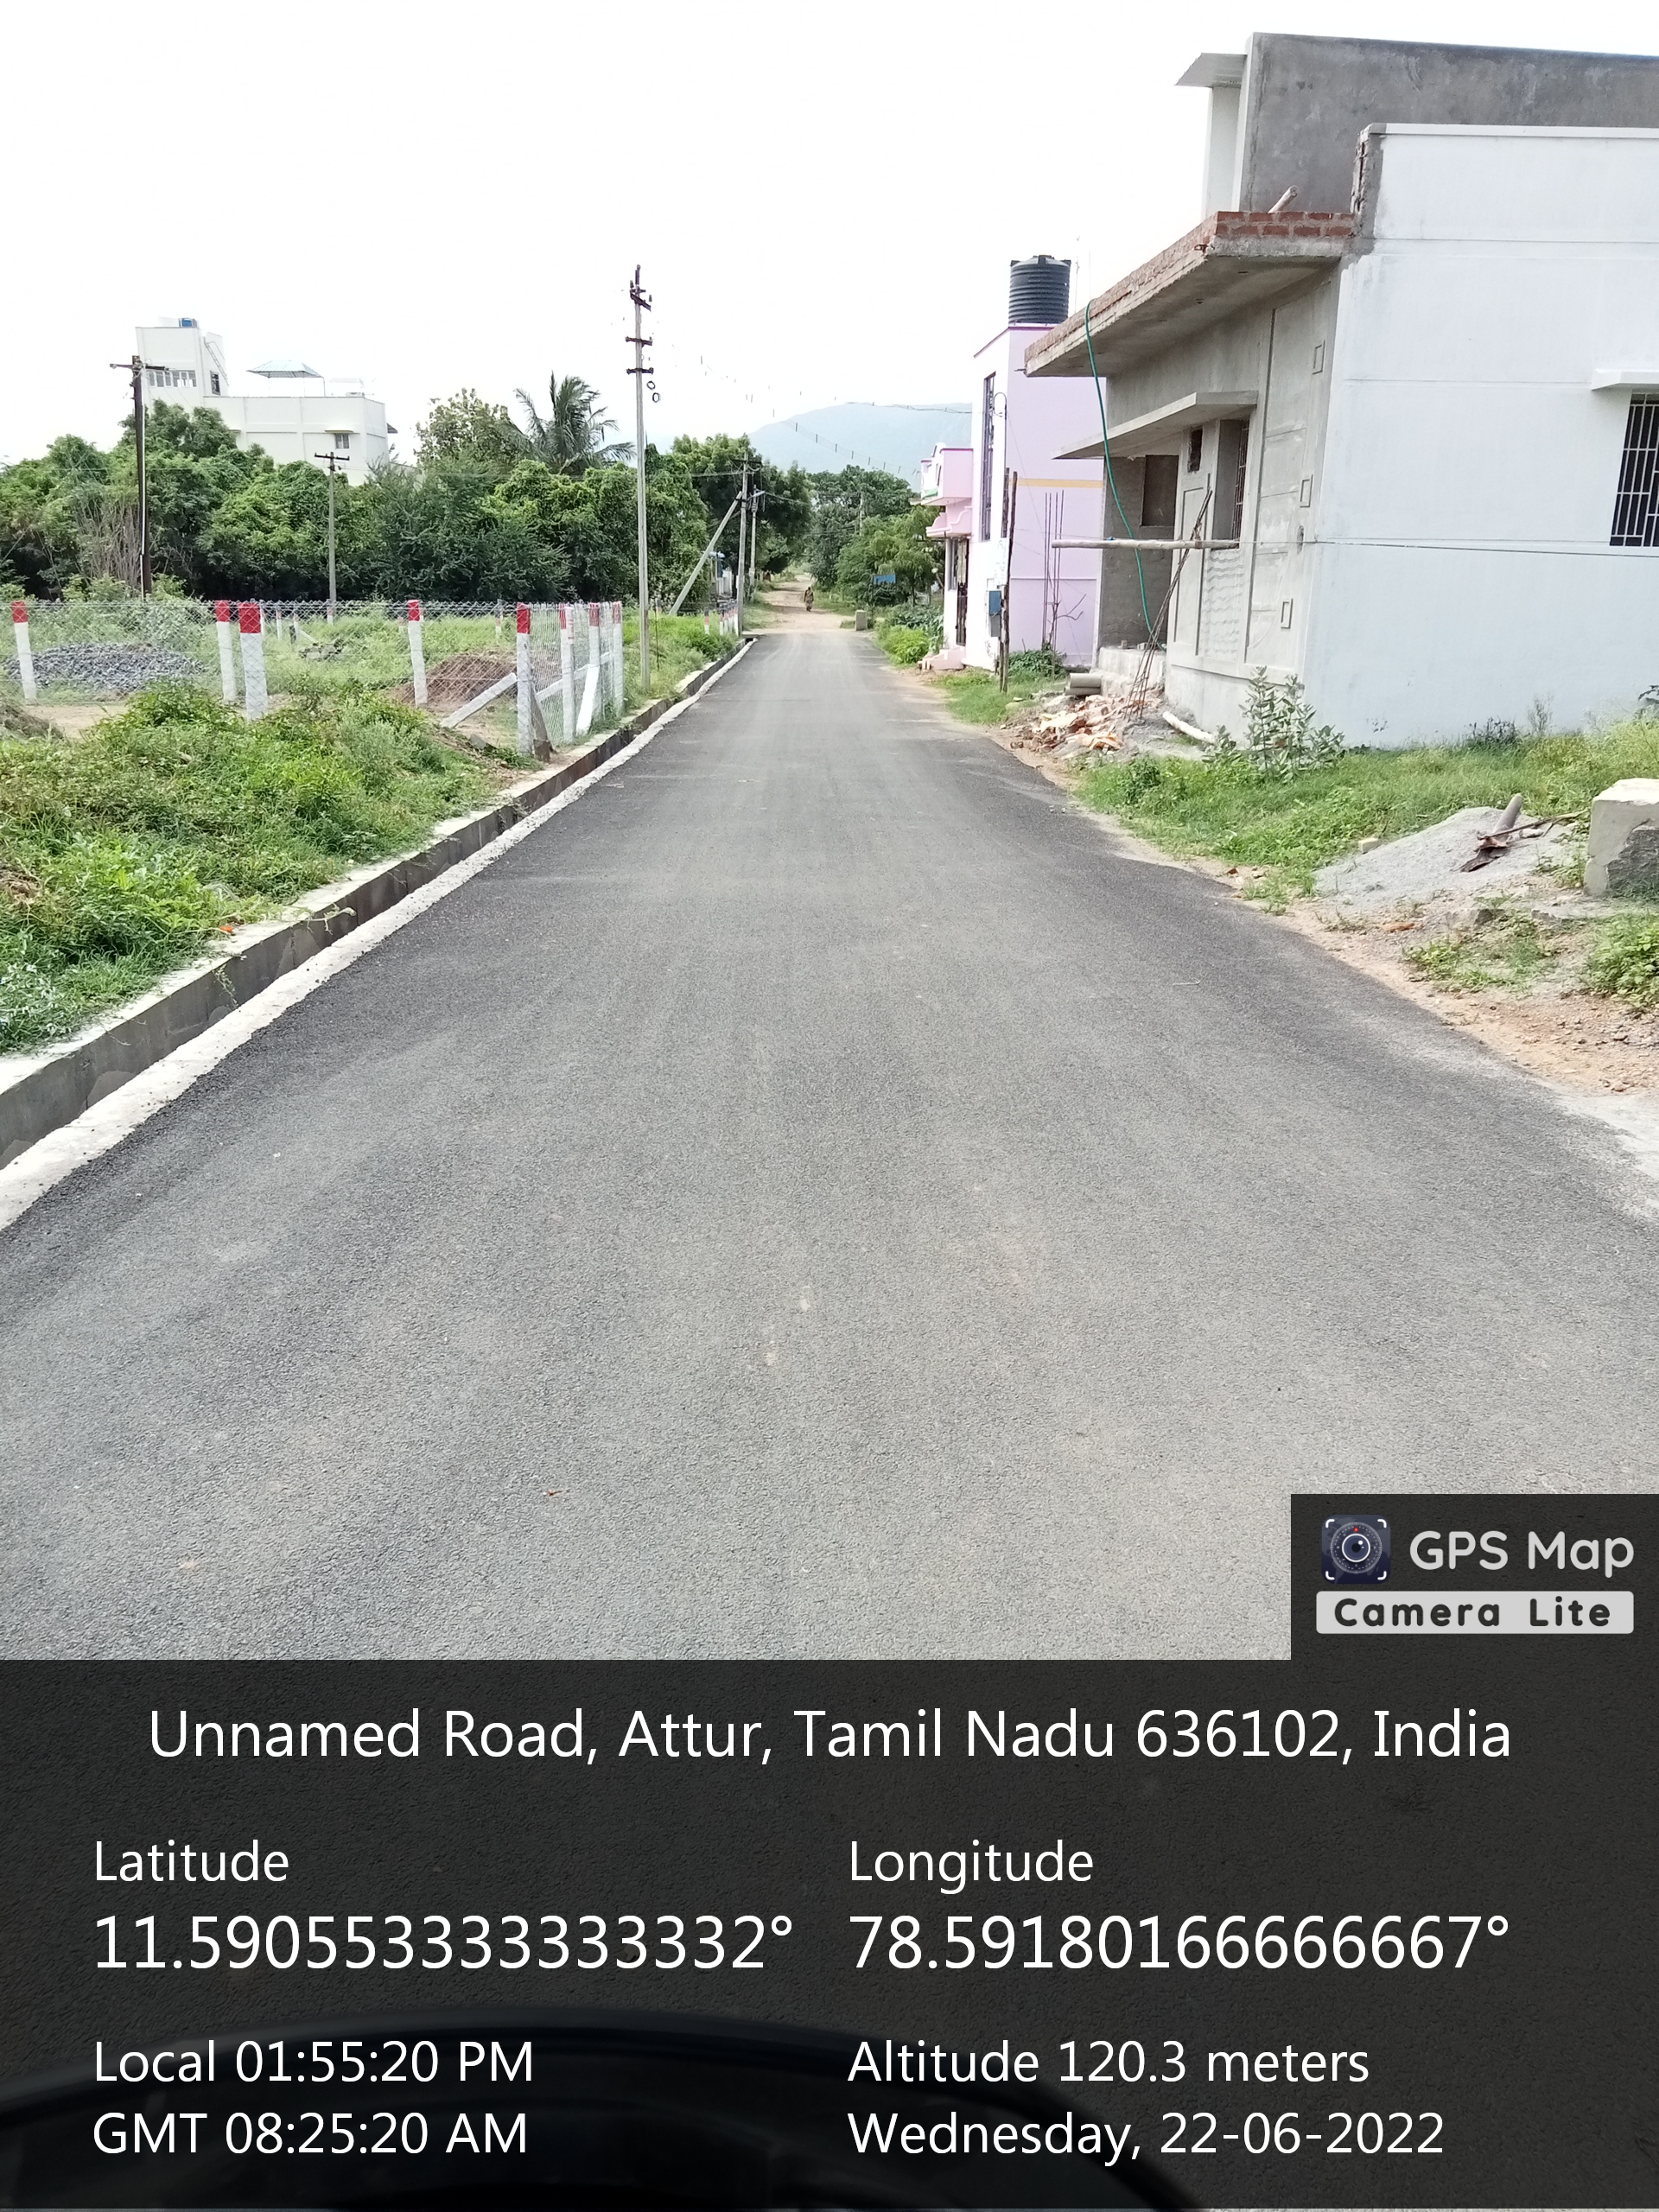 GPS Map
Camera Lite
Unnamed Road, Attur, Tamil Nadu 636102, India
Latitude
11.590553333333332°
Longitude
78.59180166666667°
Local 01:55:20 PM
GMT 08:25:20 AM
Altitude 120.3 meters
Wednesday, 22-06-2022